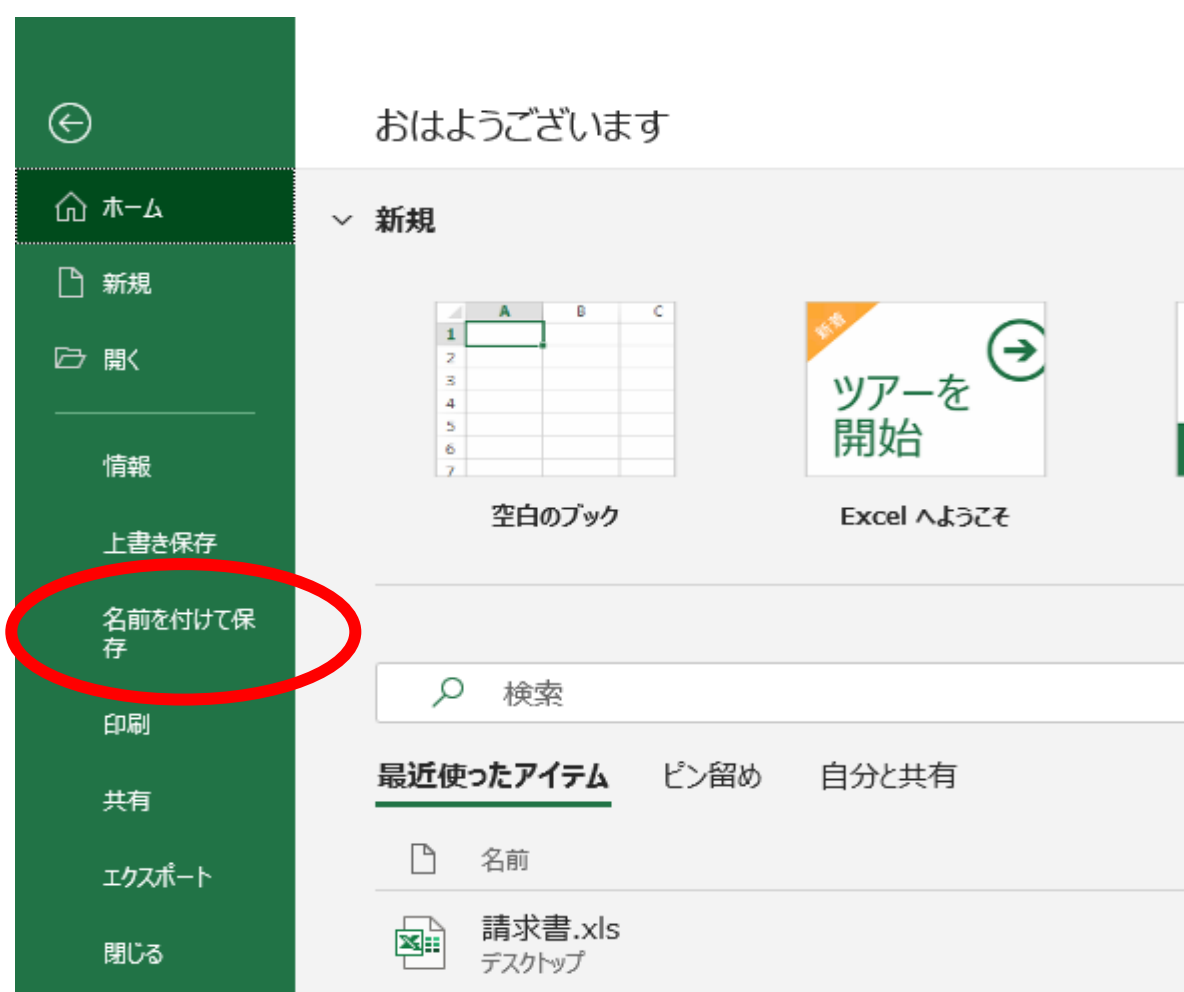 おはようございます
ホーム
新規
開く
情報
上書き保存
名前を付けて保
存
印刷
共有
エクスポート
閉じる
新規
A B C
1
2
3
4
5
6
7
空白のブック
新着
ツアーを
開始
Excel へようこそ
検索
最近使ったアイテム ピン留め 自分と共有
名前
請求書.xls
デスクトップ